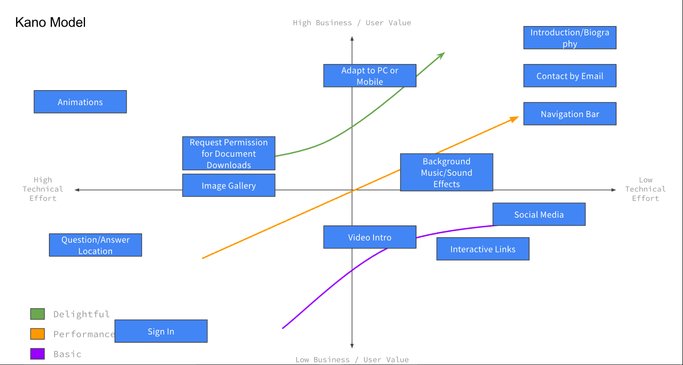 Kano Model
High Business / User Value
Introduction/Biogra
phy
Adapt to PC or
Mobile
Contact by Email
Animations
Navigation Bar
Request Permission
for Document
Downloads
Background
Music/Sound
Effects
High
Technical
Effort
Image Gallery
Low
Technical
Effort
Social Media
Question/Answer
Location
Video Intro
Interactive Links
Delightful
Performance
Sign In
Basic
Low Business / User Value